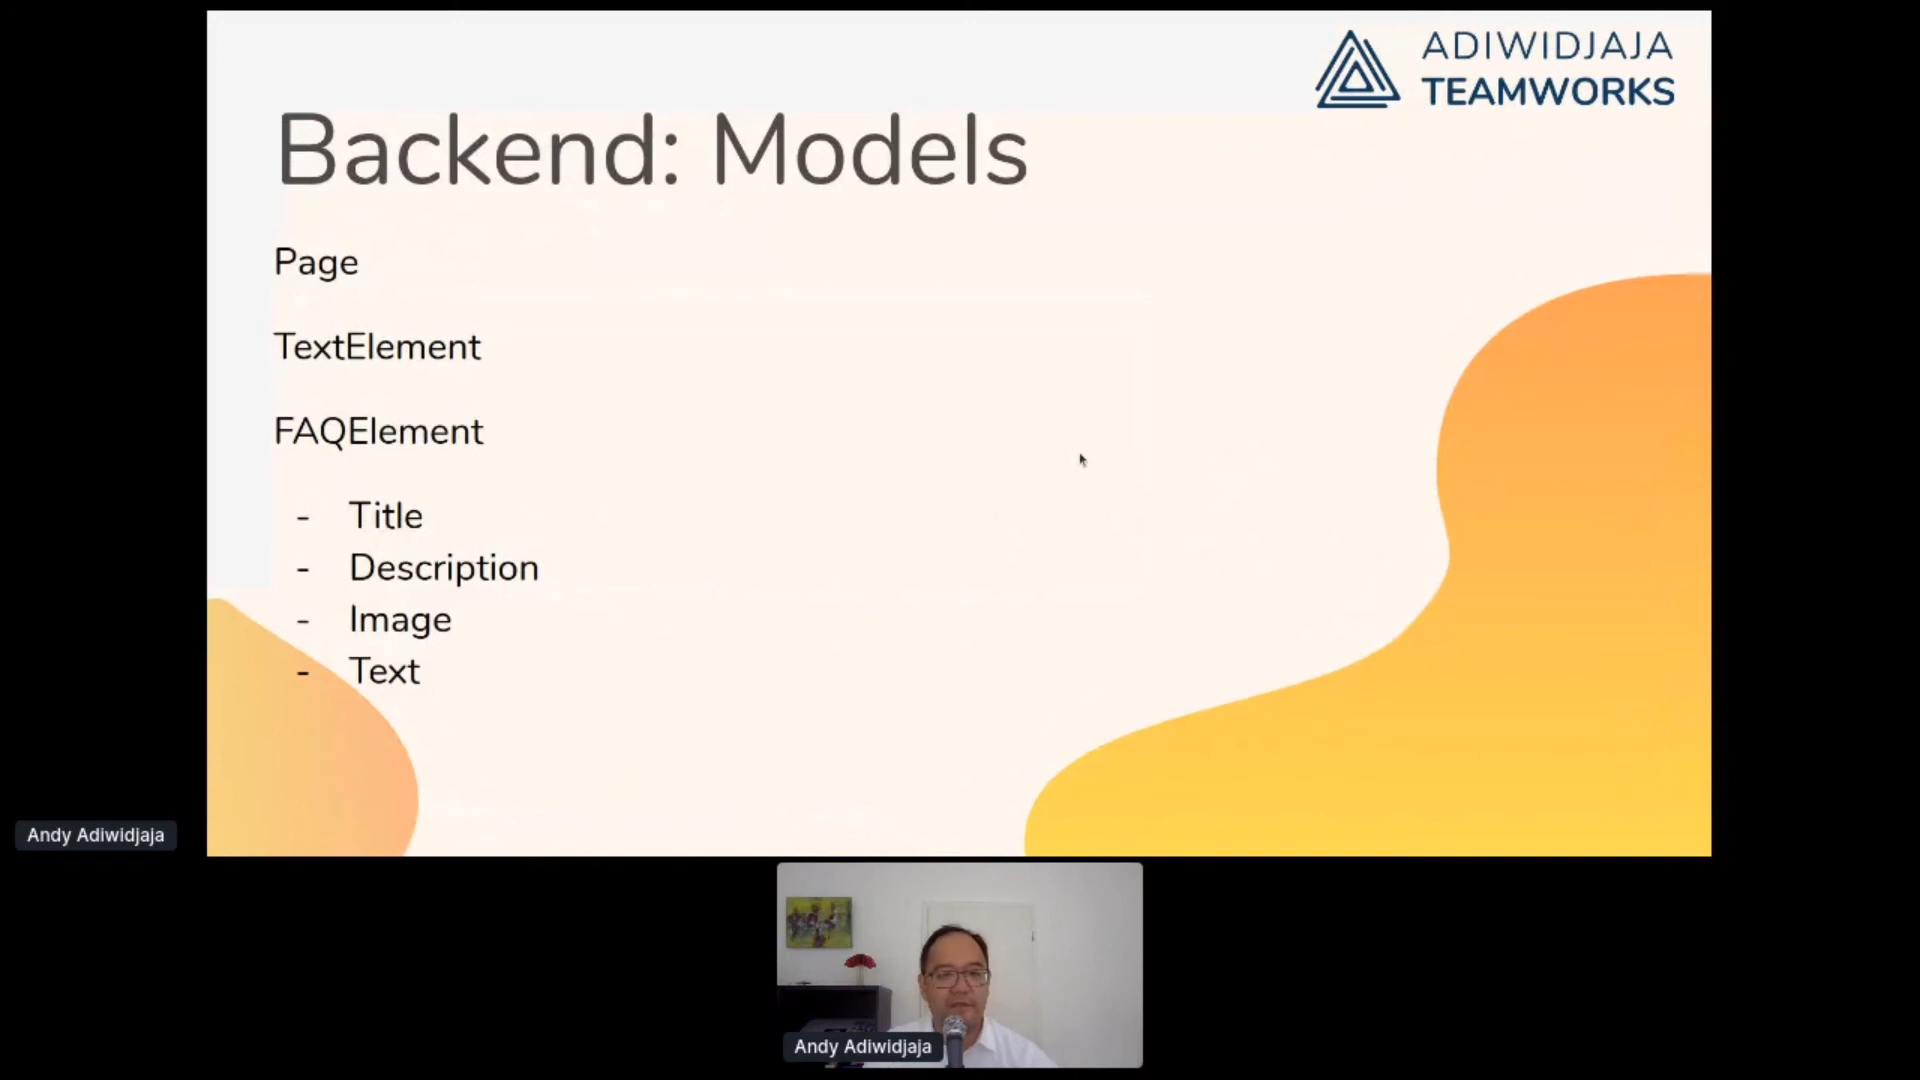 ADIWIDJAJA
TEAMWORKS
Backend: Models
Page
TextElement
FAQElement
- Title
- Description
- Image
- Text
Andy Adiwidjaja
Andy Adiwidjaja